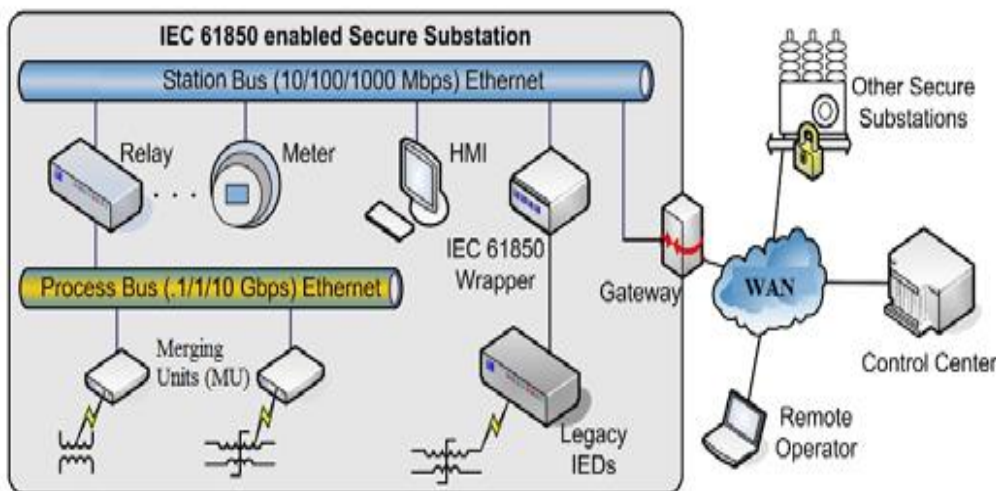 IEC 61850 enabled Secure Substation
Station Bus (10/100/1000 Mbps) Ethernet
Relay
. . .
Meter
HMI
IEC 61850
Wrapper
Process Bus (.1/1/10 Gbps) Ethernet
Merging
Units (MU)
Legacy
IEDs
Gateway
WAN
Other Secure
Substations
Control Center
Remote
Operator